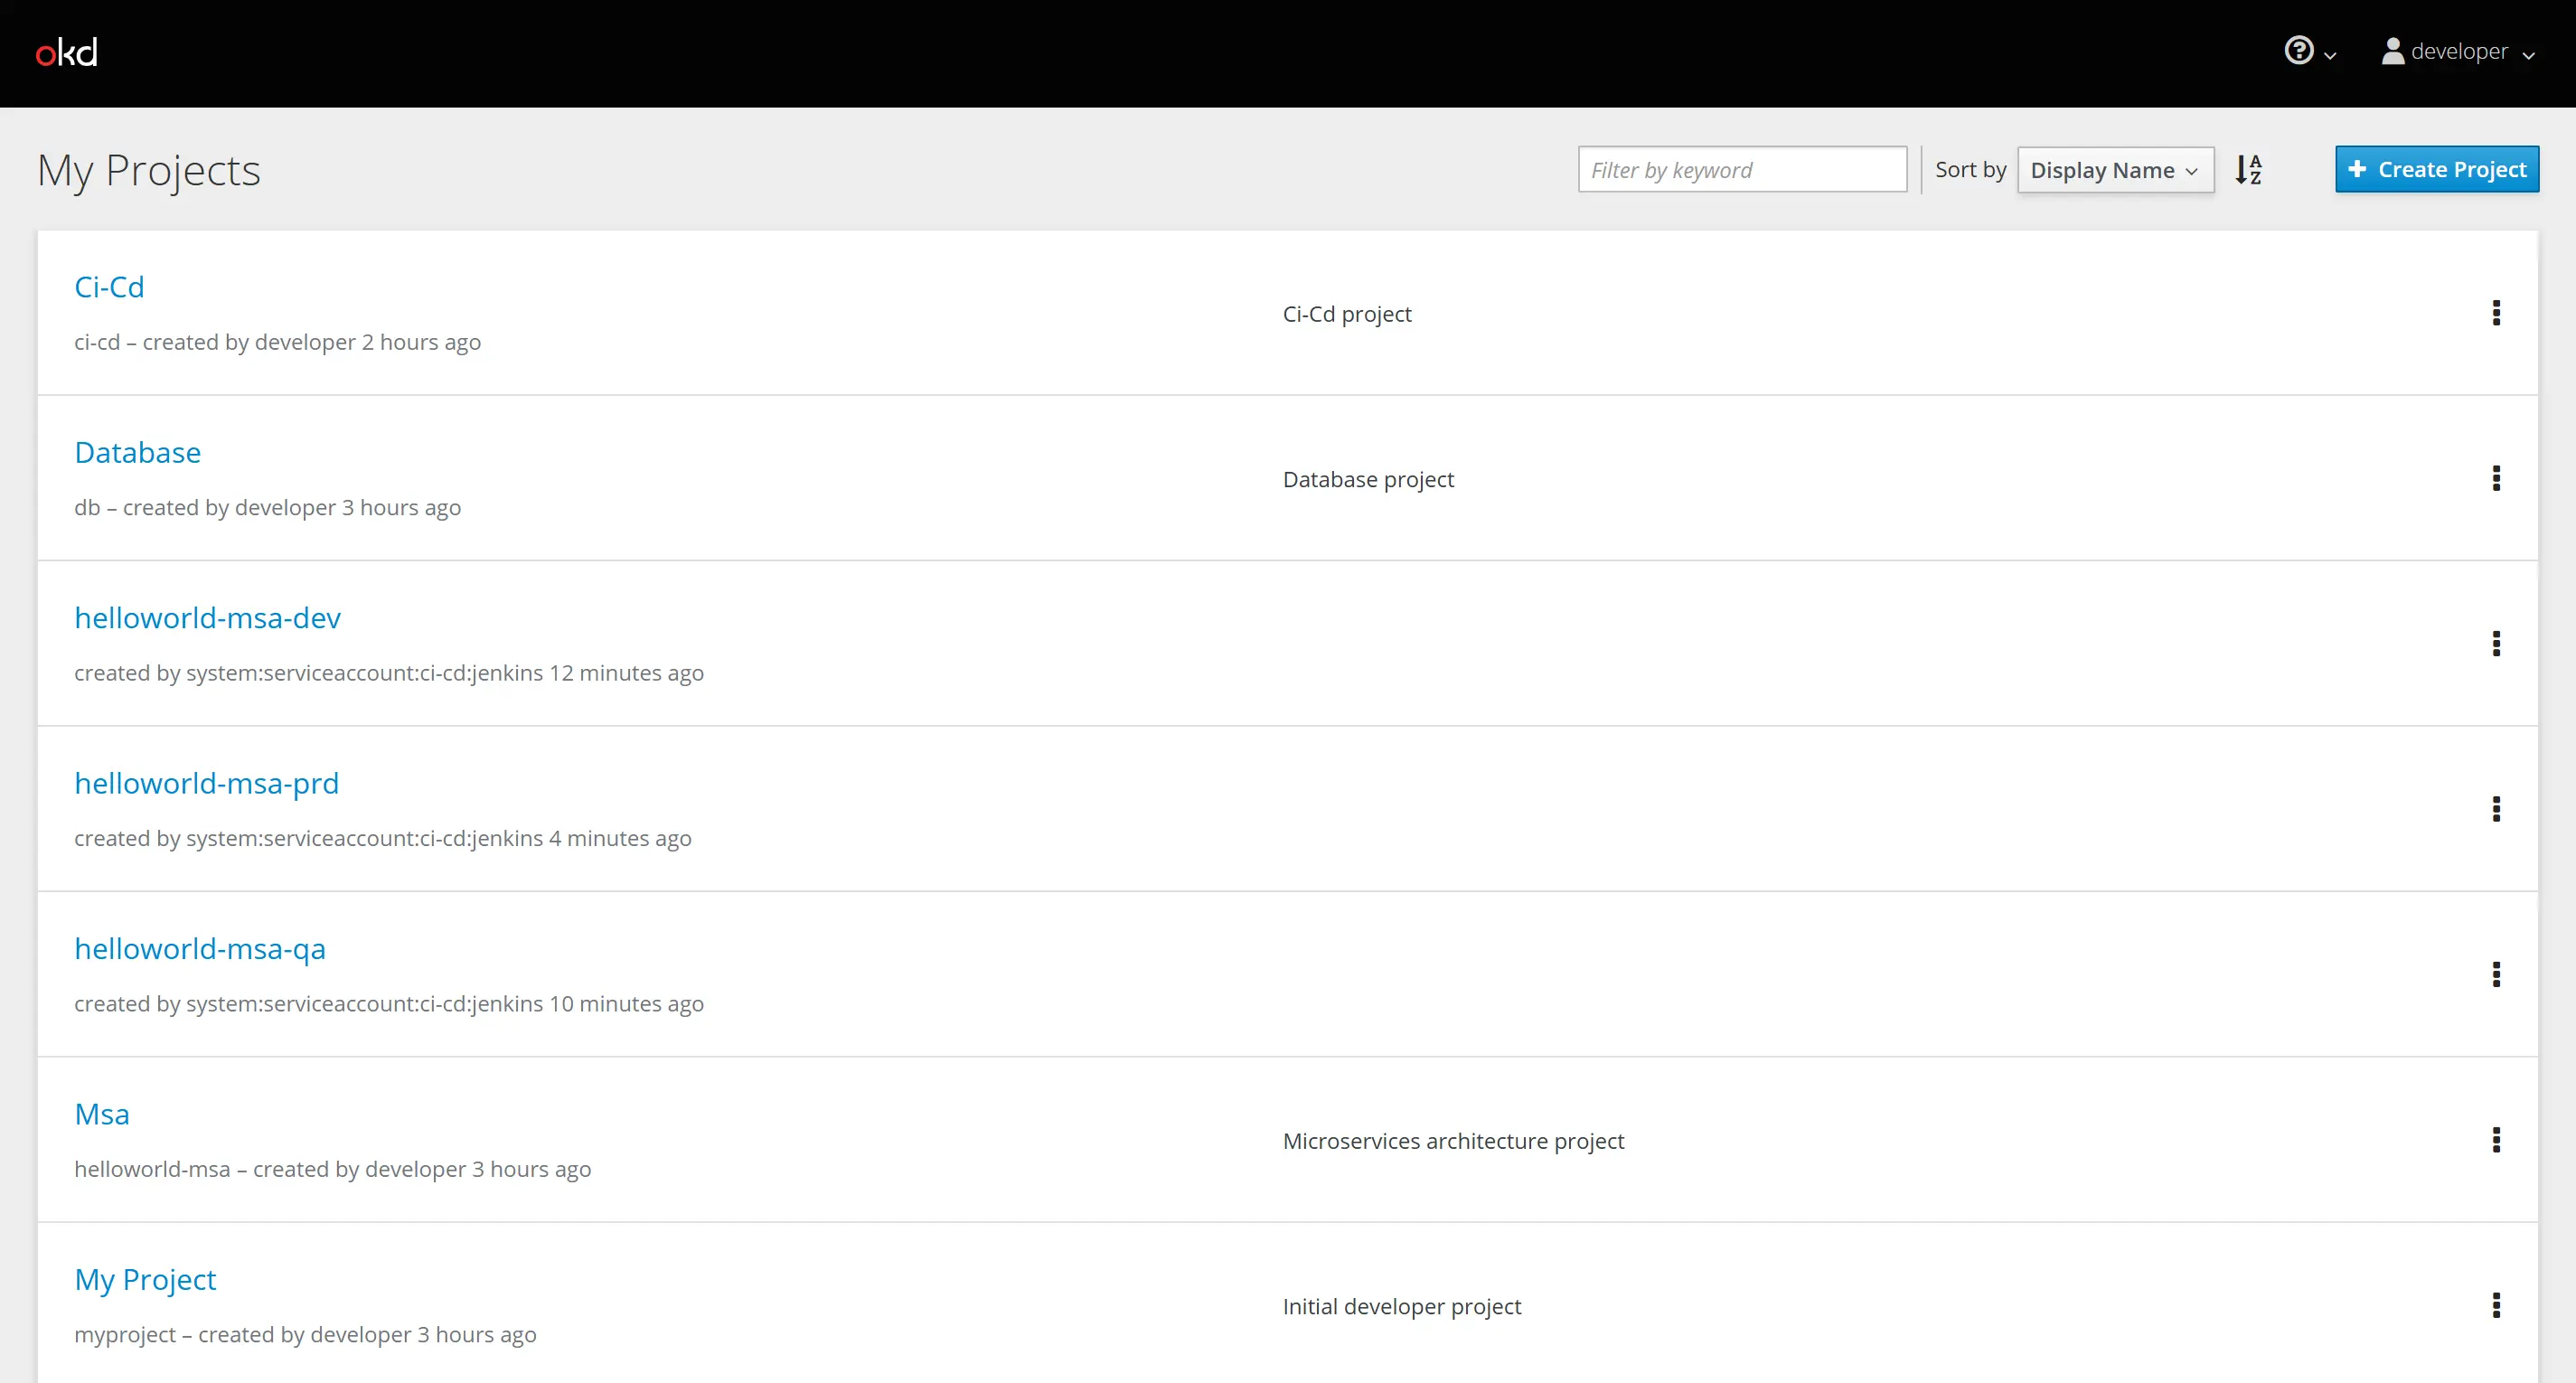 okd
developer
My Projects
Filter by keyword
Sort by Display Name
A
Z
Create Project
Ci-Cd
ci-cd – created by developer 2 hours ago
Ci-Cd project
Database
db – created by developer 3 hours ago
Database project
helloworld-msa-dev
created by system:serviceaccount:ci-cd:jenkins 12 minutes ago
helloworld-msa-prd
created by system:serviceaccount:ci-cd:jenkins 4 minutes ago
helloworld-msa-qa
created by system:serviceaccount:ci-cd:jenkins 10 minutes ago
Msa
helloworld-msa – created by developer 3 hours ago
Microservices architecture project
My Project
myproject – created by developer 3 hours ago
Initial developer project